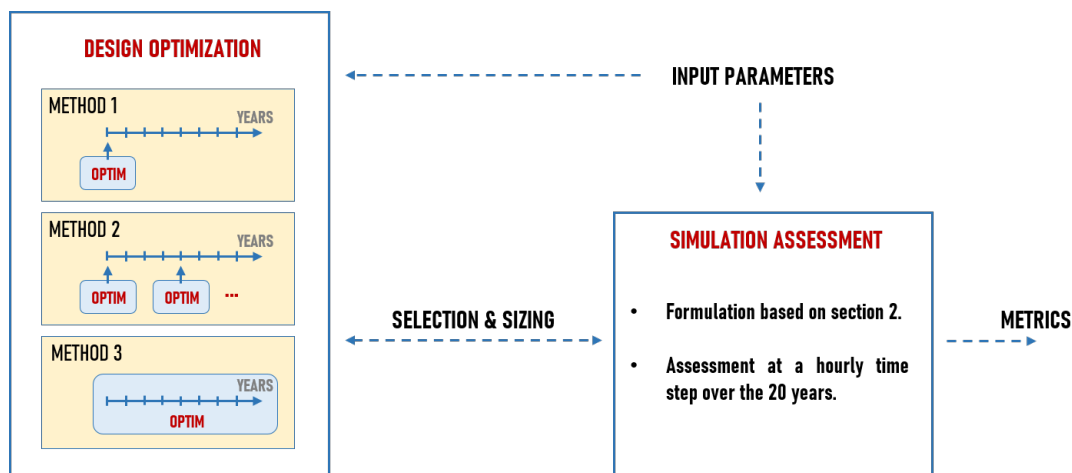 DESIGN OPTIMIZATION
METHOD 1
YEARS
OPTIM
METHOD 2
YEARS
OPTIM
OPTIM
...
METHOD 3
YEARS
OPTIM
INPUT PARAMETERS
SELECTION & SIZING
SIMULATION ASSESSMENT
• Formulation based on section 2.
• Assessment at a hourly time
step over the 20 years.
METRICS